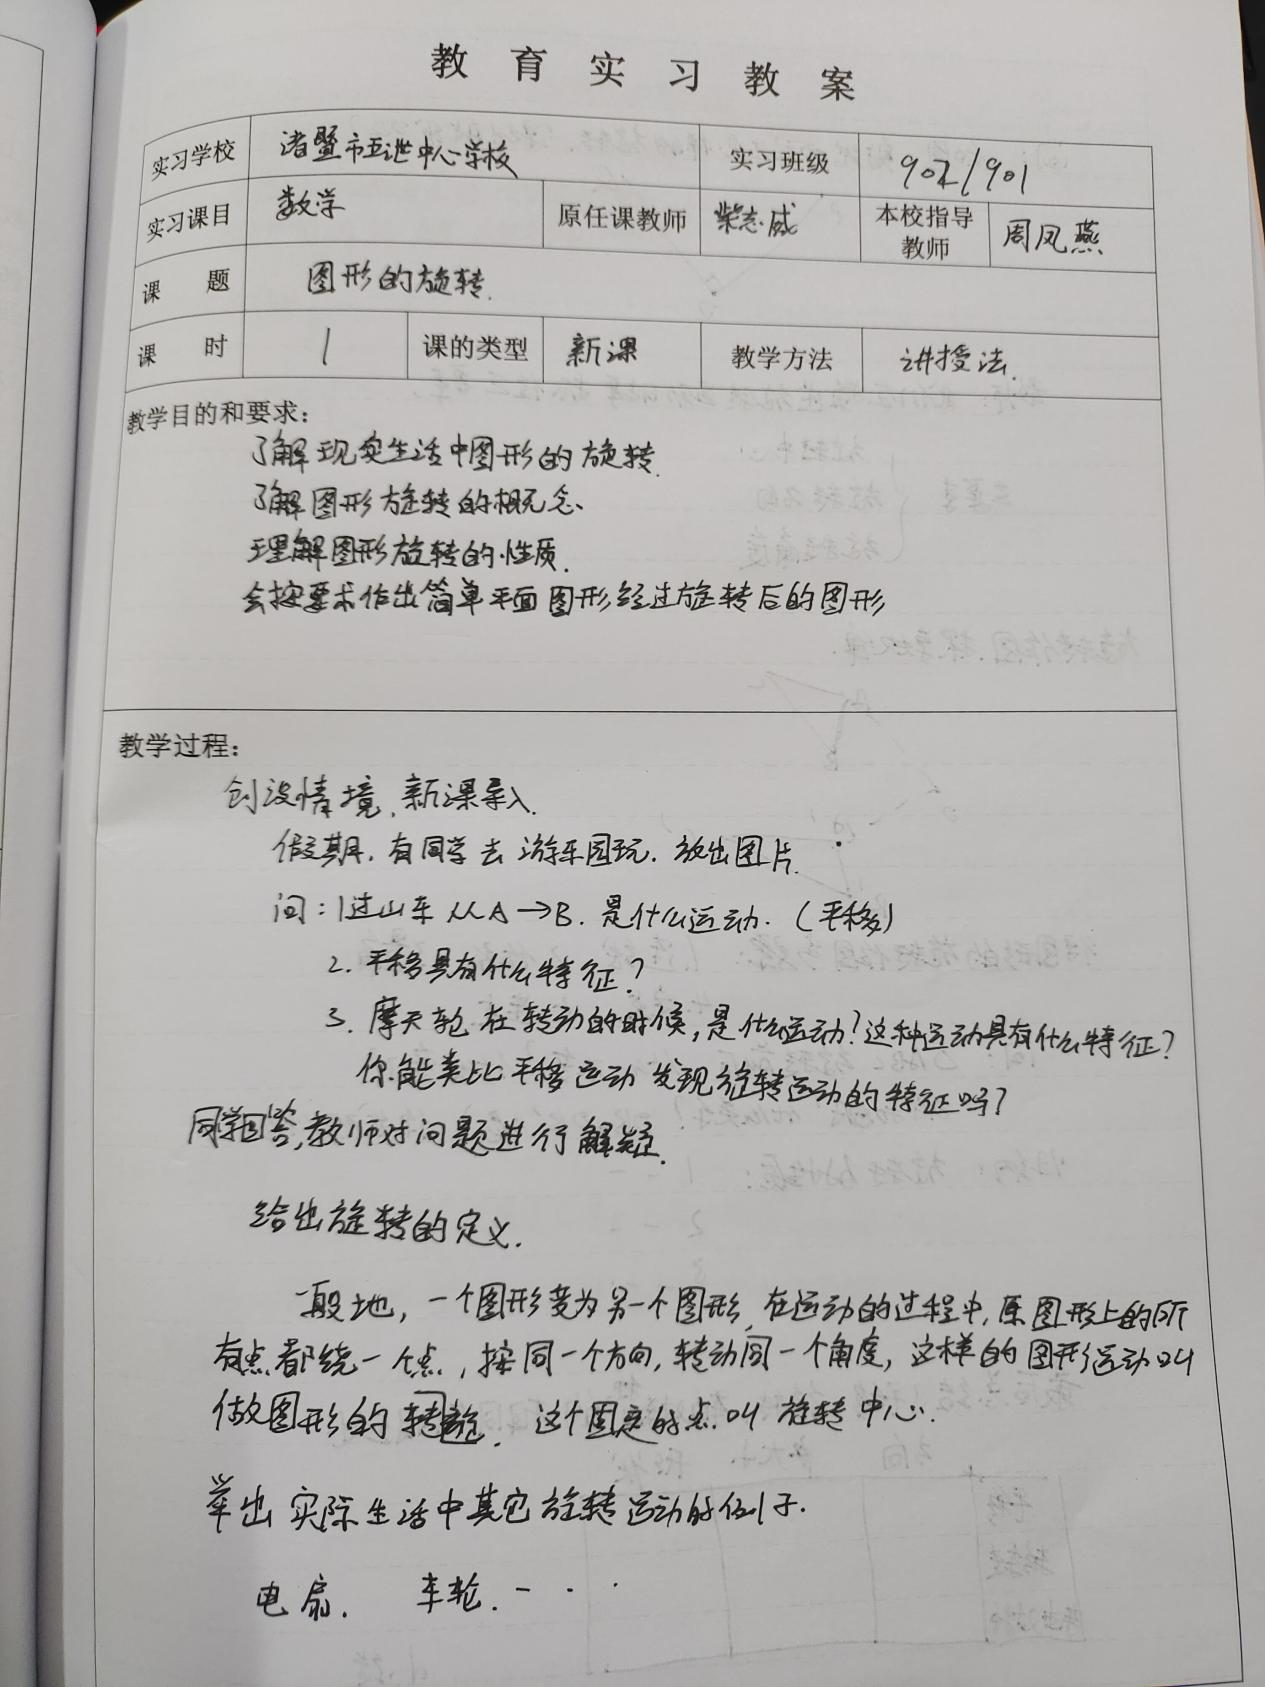 教育实习教案
实习学校 诸暨市五泄中心学校 实习班级 902/901
实习课目 数学 原任课教师 柴志威 本校指导教师 周凤燕
课题 图形的旋转.
课时 1 课的类型 新课 教学方法 讲授法.
教学目的和要求:
了解现实生活中图形的旋转.
了解图形旋转的概念、
理解图形旋转的性质.
会按要求作出简单平面图形经过旋转后的图形
教学过程:
创设情境,新课导入.
假期,有同学去游乐园玩.放出图片.
问:1过山车从A→B.是什么运动.(平移)
2.平移具有什么特征?
3.摩天轮在转动的时候,是什么运动?这种运动具有什么特征?
你能类比平移运动发现旋转运动的特征吗?
同学回答,教师对问题进行解疑.
给出旋转的定义.
一般地,一个图形变为另一个图形,在运动的过程中,原图形上的所
有点都绕一个点,按同一个方向,转动同一个角度,这样的图形运动叫
做图形的转旋.这个固定的点叫旋转中心.
举出实际生活中其它旋转运动的例子.
电扇. 车轮.一··